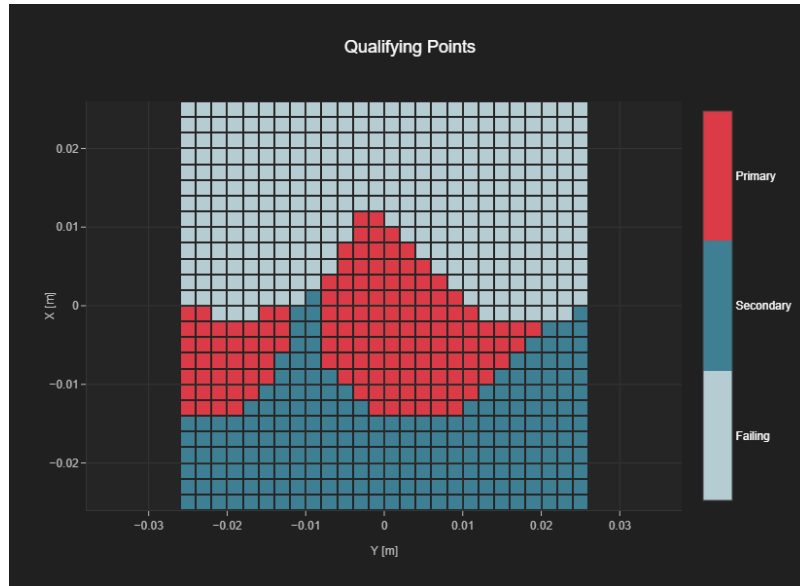 Qualifying Points
Primary
Secondary
Failing
0.02
0.01
0
−0.01
−0.02
X [m]
−0.03
−0.02
−0.01
0
0.01
0.02
0.03
Y [m]